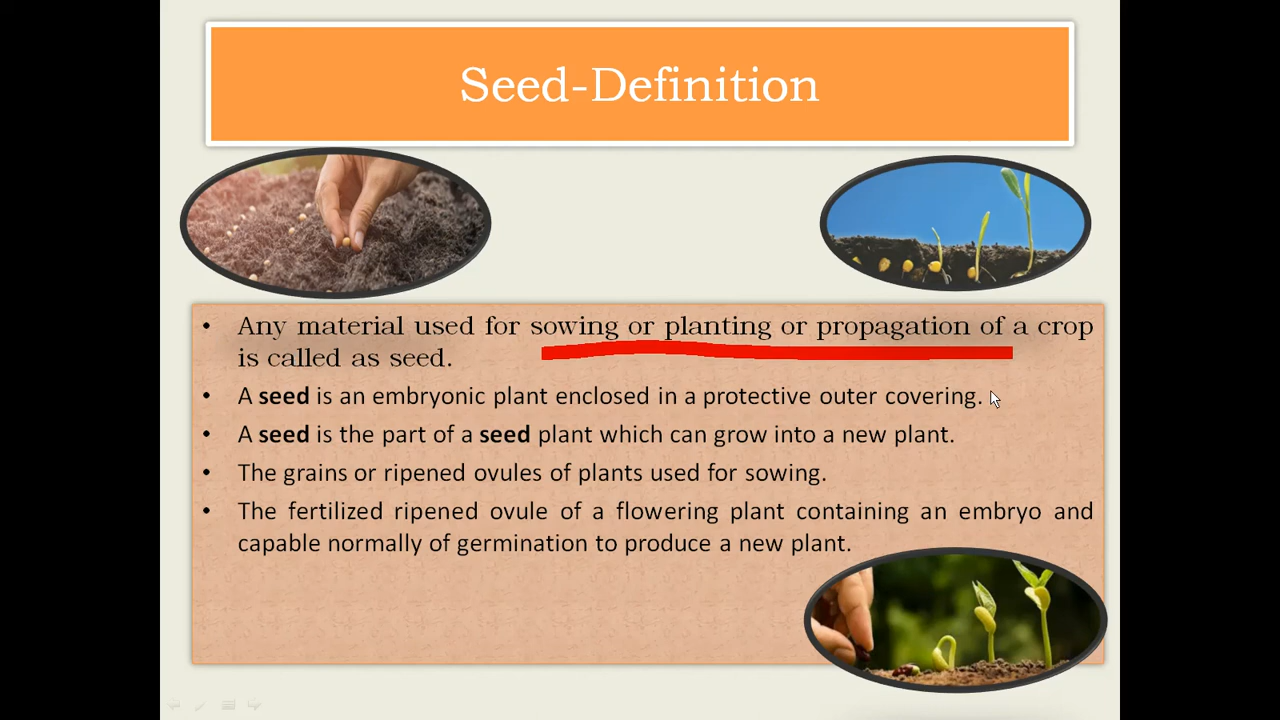 Seed-Definition
• Any material used for sowing or planting or propagation of a crop
is called as seed.
• A seed is an embryonic plant enclosed in a protective outer covering.
• A seed is the part of a seed plant which can grow into a new plant.
• The grains or ripened ovules of plants used for sowing.
• The fertilized ripened ovule of a flowering plant containing an embryo and
capable normally of germination to produce a new plant.